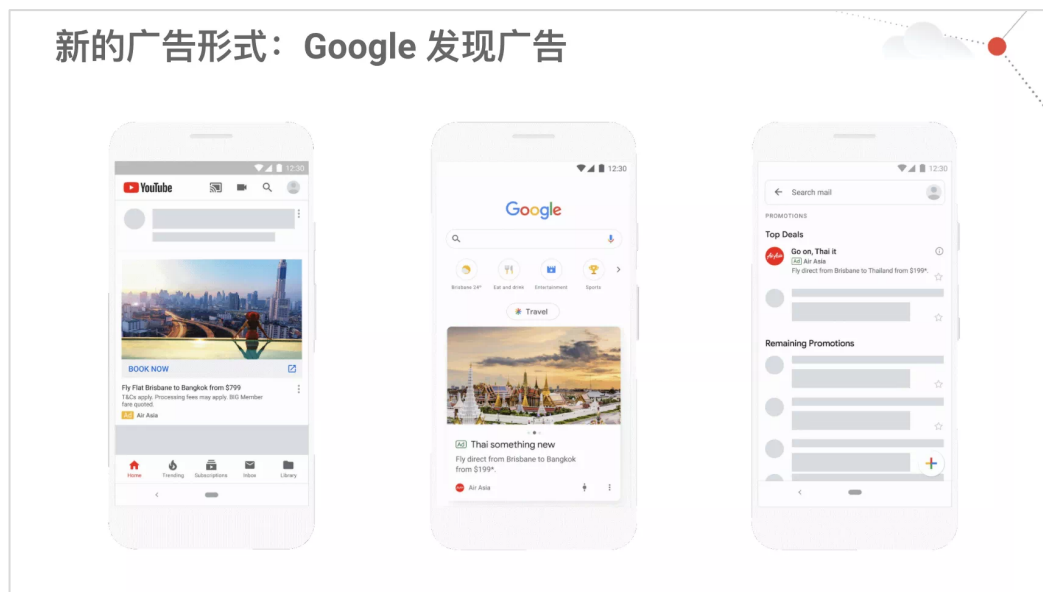 新的广告形式：Google 发现广告
12:30
YouTube
BOOK NOW
Fly Flat Brisbane to Bangkok from $799
T&Cs apply. Processing fees may apply. BIG Member
fare quoted.
Ad Air Asia
Home Trending Subscriptions Inbox Library
12:30
Google
Brisbane 24° Eat and drink Entertainment Sports
Travel
Ad Thai something new
Fly direct from Brisbane to Bangkok
from $199*.
Air Asia
12:30
Search mail
PROMOTIONS
Top Deals
AirAsia
Go on, Thai it
Ad Air Asia
Fly direct from Brisbane to Thailand from $199*.
Remaining Promotions